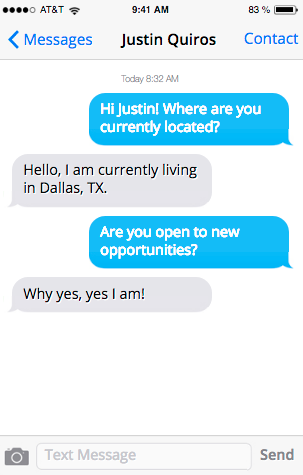 AT&T 9:41 AM 83 %
Messages Justin Quiros Contact
Today 8:32 AM
Hi Justin! Where are you
currently located?
Hello, I am currently living
in Dallas, TX.
Are you open to new
opportunities?
Why yes, yes I am!
Text Message Send